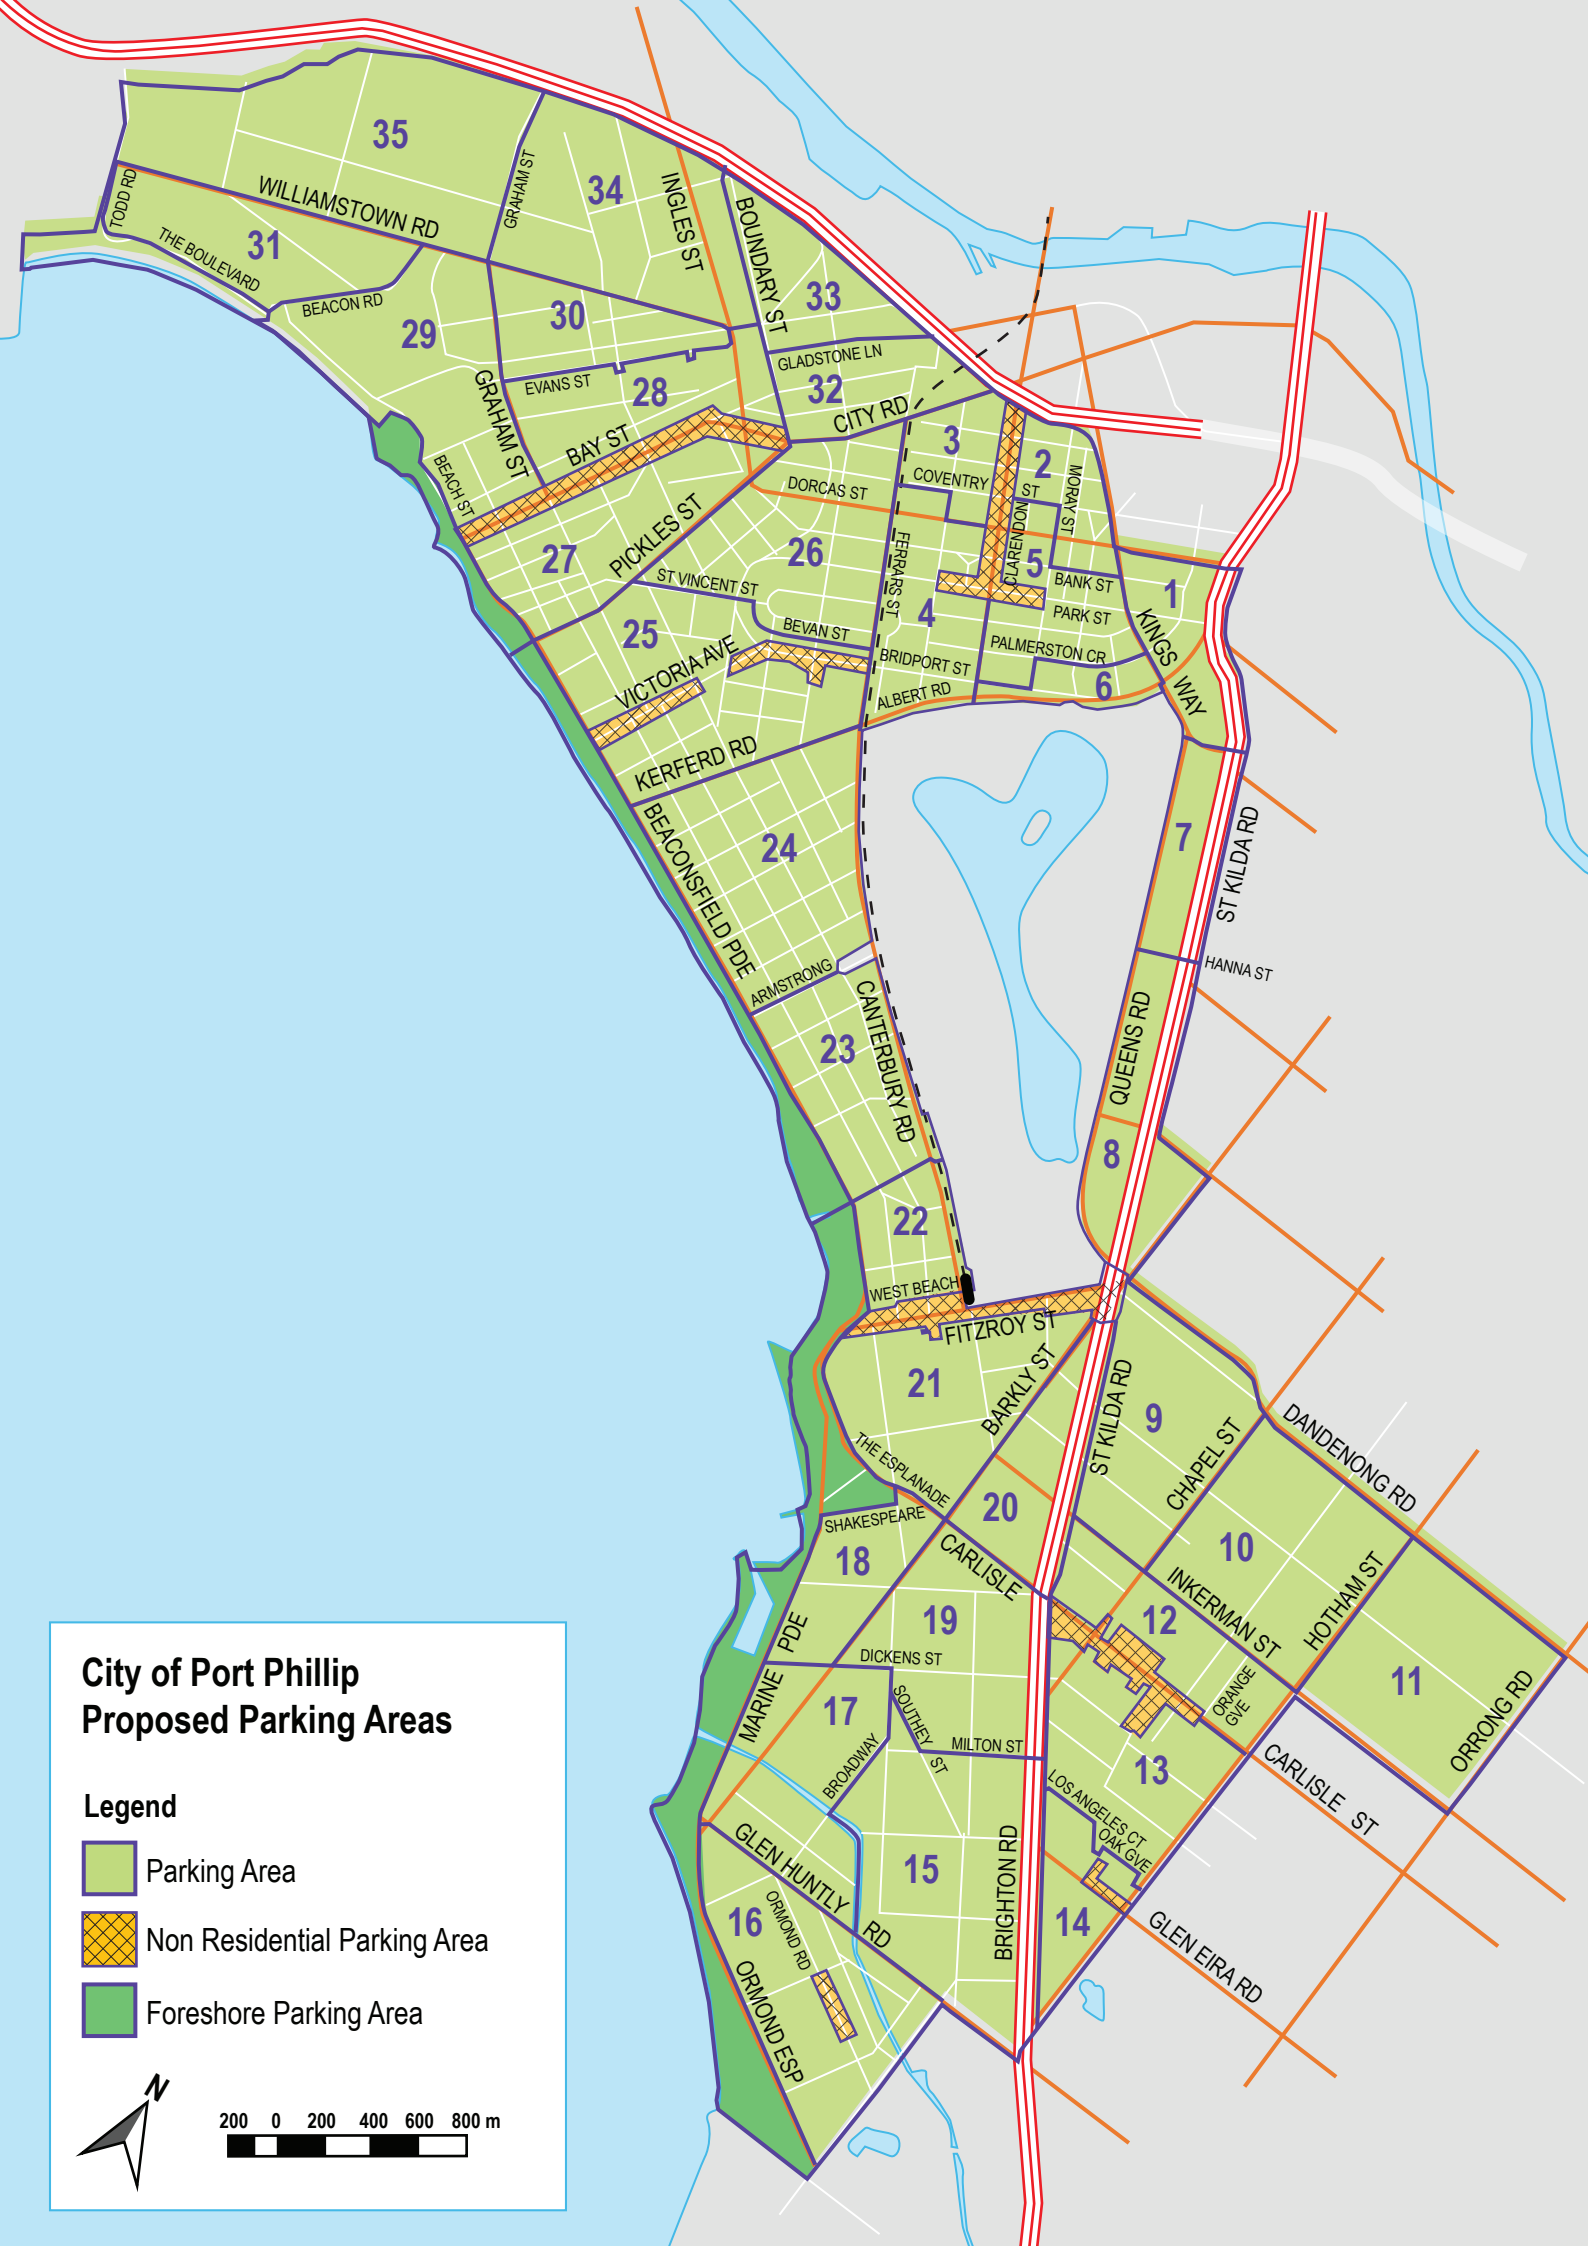 35
WILLIAMSTOWN RD
GRAHAM ST
34
INGLES ST
TODD RD
31
THE BOULEVARD
BEACON RD
BOUNDARY ST
33
30
29
GLADSTONE LN
32
EVANS ST
28
CITY RD
GRAHAM ST
BAY ST
3
2
COVENTRY
ST
MORAY ST
BEACH ST
DORCAS ST
PICKLES ST
27
26
FERRARS ST
CLARENDON
5
BANK ST
1
ST VINCENT ST
4
PARK ST
KINGS
WAY
25
BEVAN ST
VICTORIA AVE
BRIDPORT ST
PALMERSTON CR
6
ALBERT RD
KERFERD RD
BEACONSFIELD PDE
24
7
ST KILDA RD
ARMSTRONG
HANNA ST
CANTERBURY RD
23
QUEENS RD
8
22
WEST BEACH
FITZROY ST
21
BARKLY ST
ST KILDA RD
9
CHAPEL ST
DANDENONG RD
THE ESPLANADE
20
SHAKESPEARE
18
CARLISLE
10
INKERMAN ST
HOTHAM ST
19
12
MARINE
PDE
DICKENS ST
17
SOUTHEY
ST
MILTON ST
ORANGE
GVE
11
ORRONG RD
BROADWAY
13
CARLISLE
ST
LOS ANGELES CT
OAK GVE
GLEN HUNTLY
RD
15
BRIGHTON RD
14
GLEN EIRA RD
16
ORMOND RD
ORMOND ESP
City of Port Phillip
Proposed Parking Areas
Legend
Parking Area
Non Residential Parking Area
Foreshore Parking Area
N
200 0 200 400 600 800 m